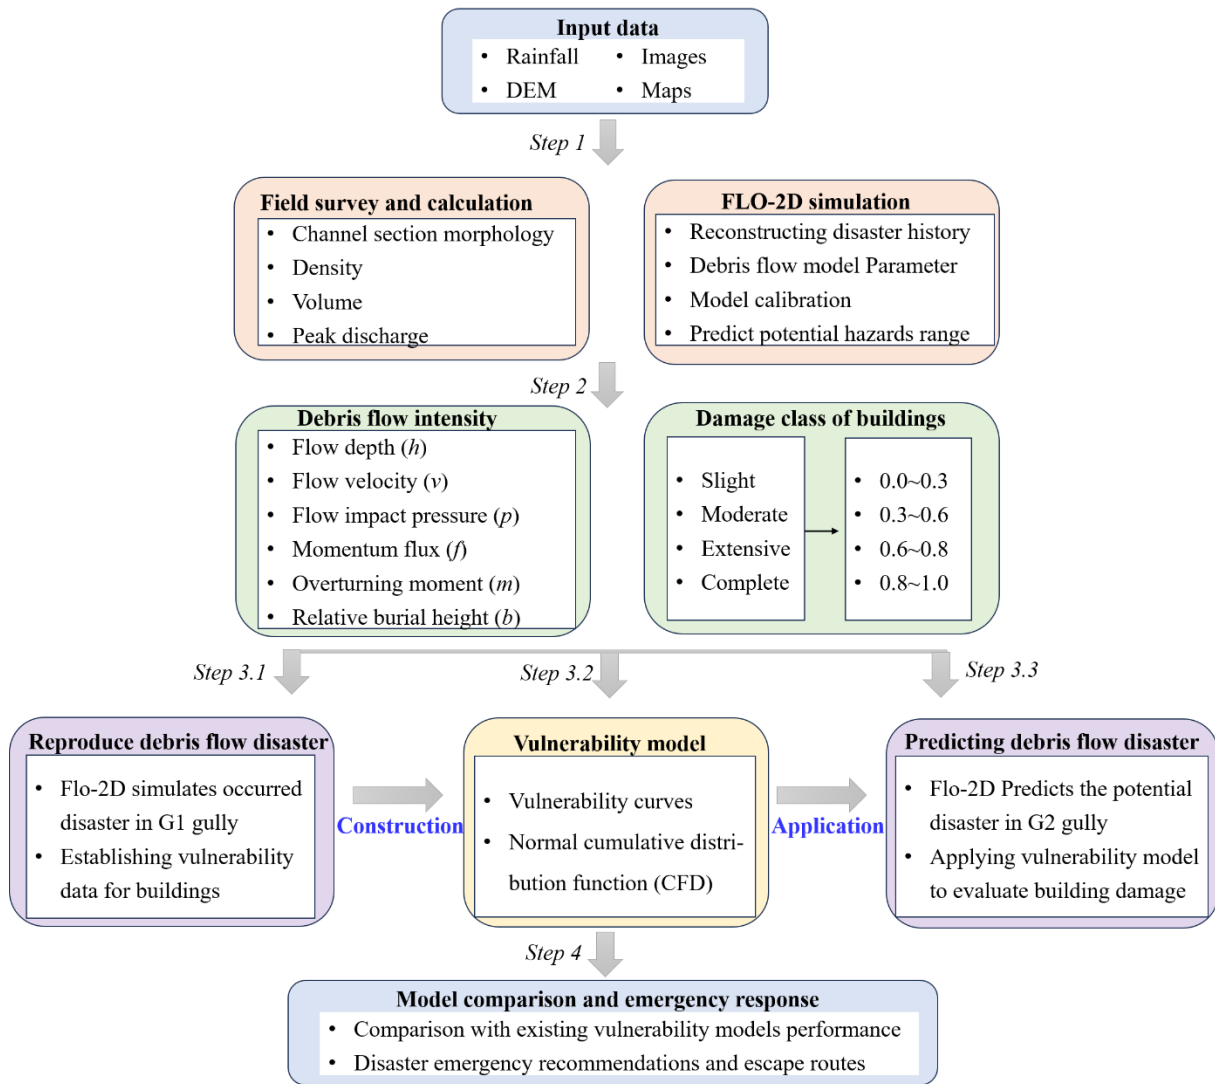 Input data
• Rainfall
• DEM
• Images
• Maps
Step 1
Field survey and calculation
• Channel section morphology
• Density
• Volume
• Peak discharge
FLO-2D simulation
• Reconstructing disaster history
• Debris flow model Parameter
• Model calibration
• Predict potential hazards range
Step 2
Debris flow intensity
• Flow depth (h)
• Flow velocity (v)
• Flow impact pressure (p)
• Momentum flux (f)
• Overturning moment (m)
• Relative burial height (b)
Damage class of buildings
• Slight
• Moderate
• Extensive
• Complete
• 0.0~0.3
• 0.3~0.6
• 0.6~0.8
• 0.8~1.0
Step 3.1
Step 3.2
Step 3.3
Reproduce debris flow disaster
• Flo-2D simulates occurred
disaster in G1 gully
• Establishing vulnerability
data for buildings
Construction
Vulnerability model
• Vulnerability curves
• Normal cumulative distri-
bution function (CFD)
Application
Predicting debris flow disaster
• Flo-2D Predicts the potential
disaster in G2 gully
• Applying vulnerability model
to evaluate building damage
Step 4
Model comparison and emergency response
• Comparison with existing vulnerability models performance
• Disaster emergency recommendations and escape routes